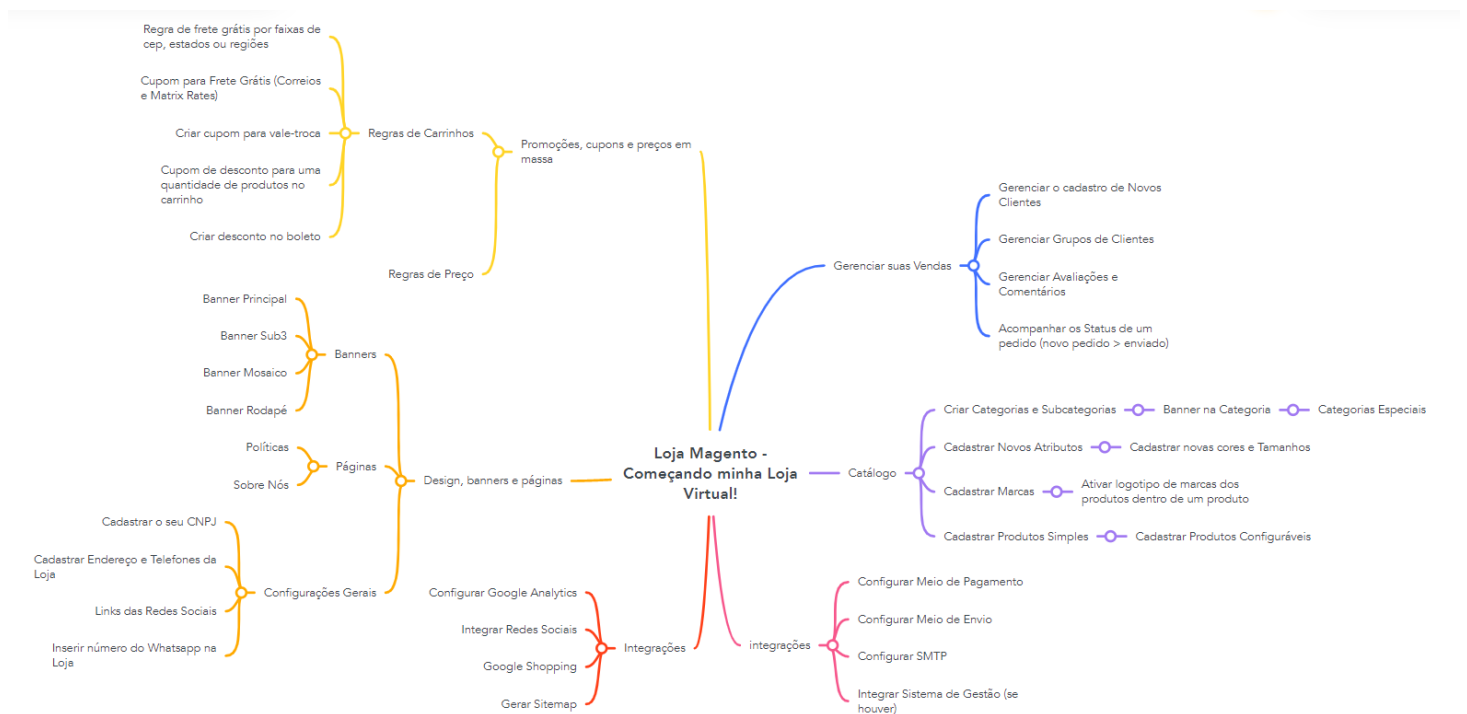 Regra de frete grátis por faixas de
cep, estados ou regiões
Cupom para Frete Grátis (Correios
e Matrix Rates)
Criar cupom para vale-troca
Cupom de desconto para uma
quantidade de produtos no
carrinho
Criar desconto no boleto
Regras de Carrinhos
Regras de Preço
Promoções, cupons e preços em
massa
Banner Principal
Banner Sub3
Banner Mosaico
Banner Rodapé
Banners
Políticas
Sobre Nós
Páginas
Cadastrar o seu CNPJ
Cadastrar Endereço e Telefones da
Loja
Links das Redes Sociais
Inserir número do Whatsapp na
Loja
Configurações Gerais
Design, banners e páginas
Loja Magento -
Começando minha Loja
Virtual!
Gerenciar suas Vendas
Gerenciar o cadastro de Novos
Clientes
Gerenciar Grupos de Clientes
Gerenciar Avaliações e
Comentários
Acompanhar os Status de um
pedido (novo pedido > enviado)
Catálogo
Criar Categorias e Subcategorias
Banner na Categoria
Categorias Especiais
Cadastrar Novos Atributos
Cadastrar novas cores e Tamanhos
Cadastrar Marcas
Ativar logotipo de marcas dos
produtos dentro de um produto
Cadastrar Produtos Simples
Cadastrar Produtos Configuráveis
Configurar Google Analytics
Integrar Redes Sociais
Google Shopping
Gerar Sitemap
Integrações
integrações
Configurar Meio de Pagamento
Configurar Meio de Envio
Configurar SMTP
Integrar Sistema de Gestão (se
houver)